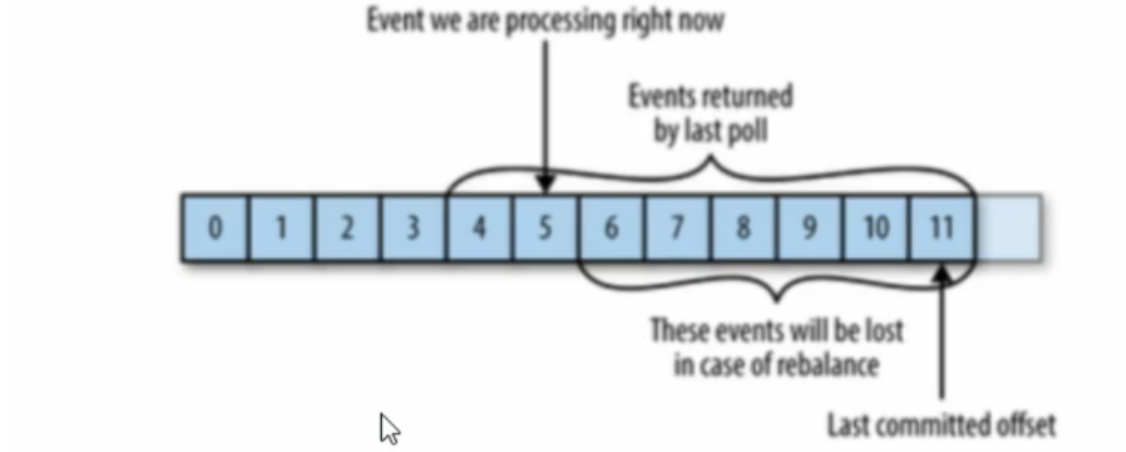 Event we are processing right now
Events returned
by last poll
0 1 2 3 4 5 6 7 8 9 10 11
These events will be lost
in case of rebalance
Last committed offset